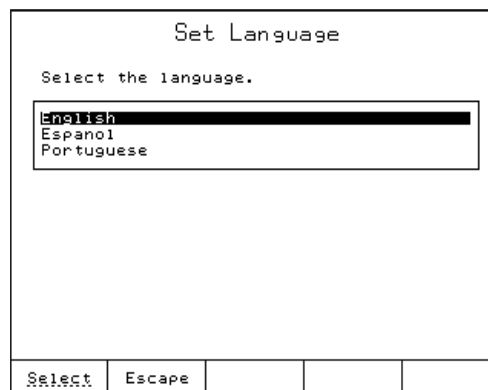 Set Language
Select the language.
English
Espanol
Portuguese
Select Escape